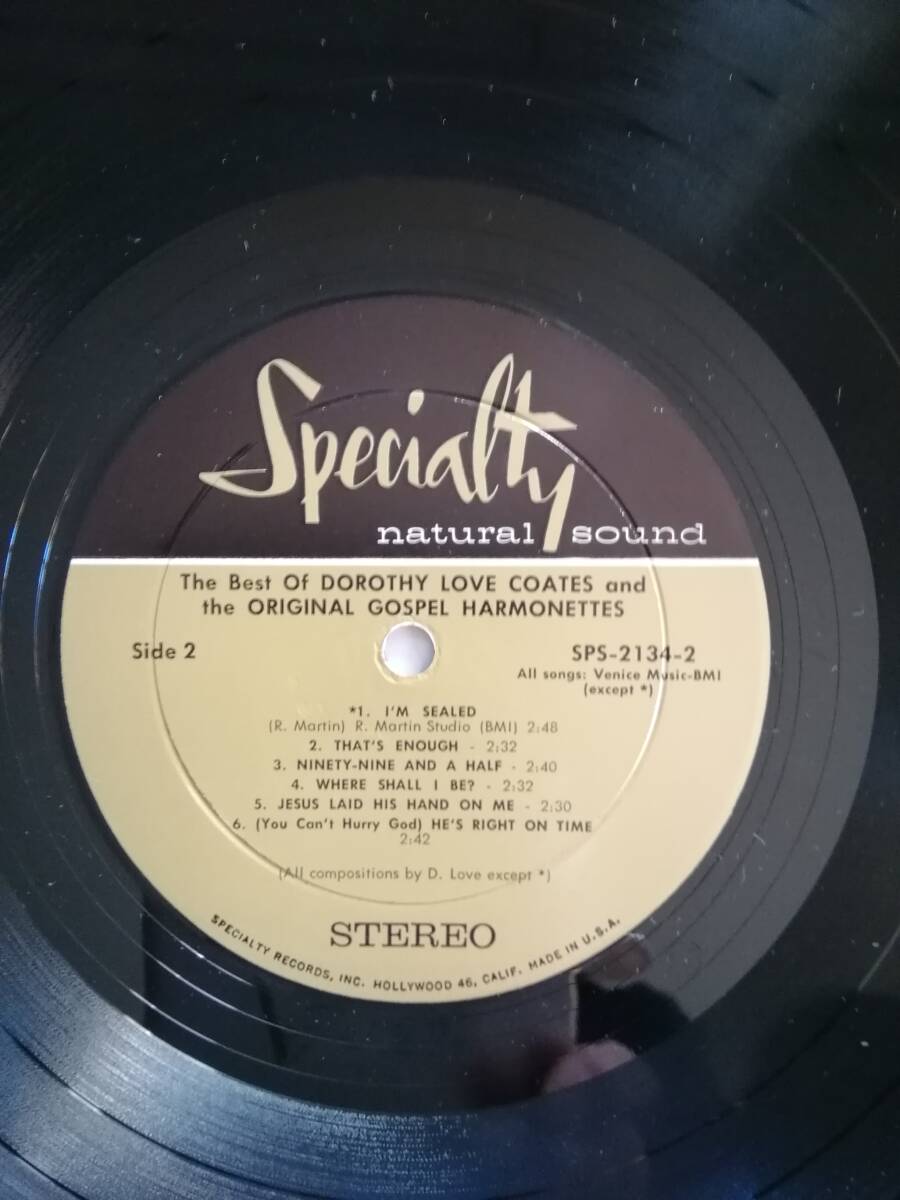 Specialty
natural sound
The Best Of DOROTHY LOVE COATES and
the ORIGINAL GOSPEL HARMONETTES
Side 2
SPS-2134-2
All songs: Venice Music-BMI
(except *)
*1. I'M SEALED
(R. Martin) R. Martin Studio (BMI) 2:48
2. THAT'S ENOUGH - 2:32
3. NINETY-NINE AND A HALF - 2:40
4. WHERE SHALL I BE? - 2:32
5. JESUS LAID HIS HAND ON ME - 2:30
6. (You Can't Hurry God) HE'S RIGHT ON TIME
2:42
(All compositions by D. Love except *)
STEREO
SPECIALTY RECORDS, INC. HOLLYWOOD 46, CALIF. MADE IN U.S.A.